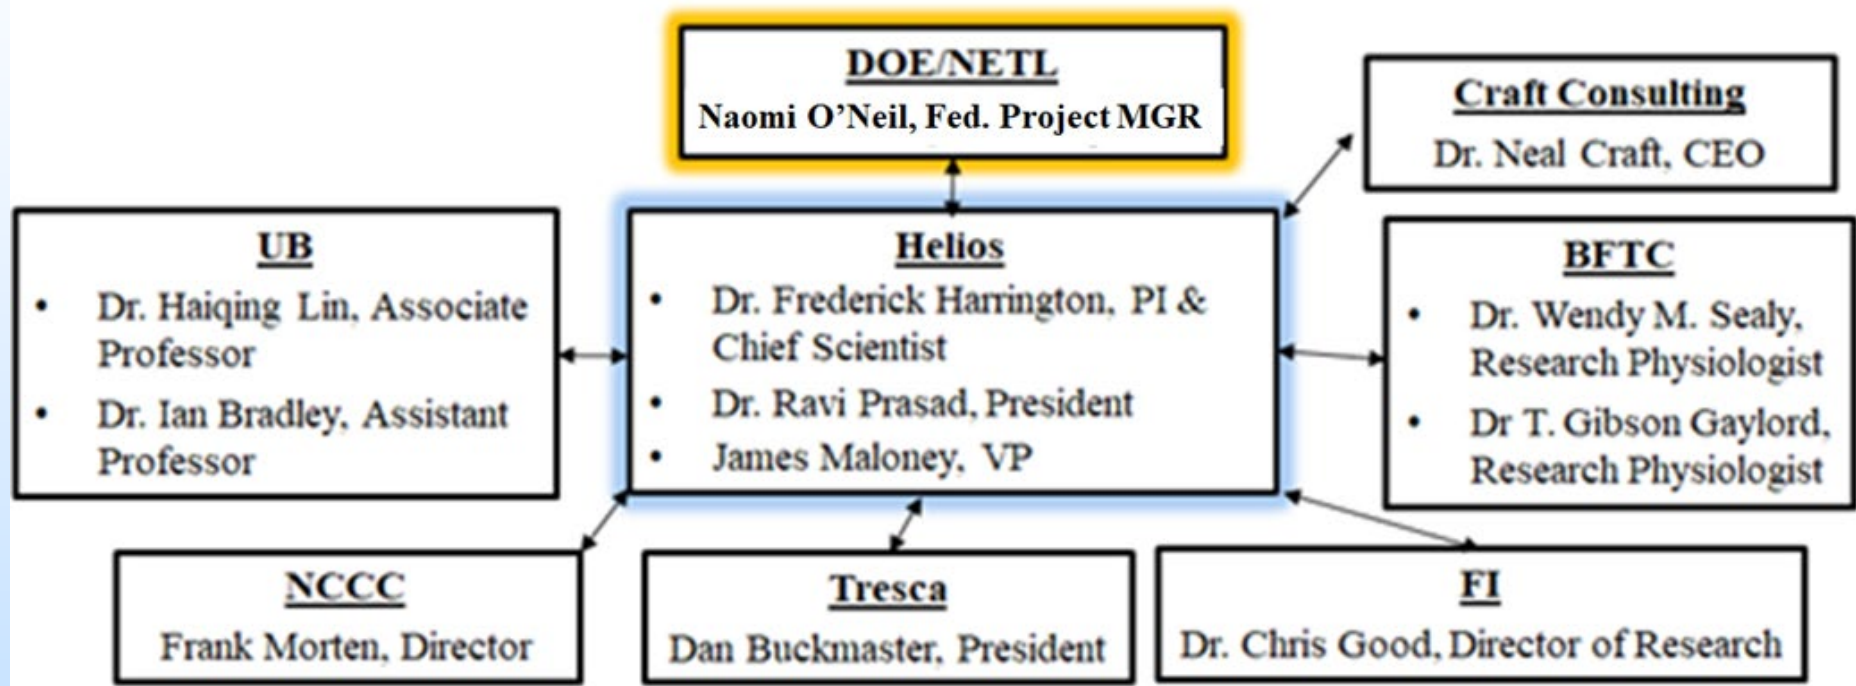 DOE/NETL
Naomi O’Neil, Fed. Project MGR
Craft Consulting
Dr. Neal Craft, CEO
UB
• Dr. Haiqing Lin, Associate
Professor
• Dr. Ian Bradley, Assistant
Professor
Helios
• Dr. Frederick Harrington, PI &
Chief Scientist
• Dr. Ravi Prasad, President
• James Maloney, VP
BFTC
• Dr. Wendy M. Sealy,
Research Physiologist
• Dr T. Gibson Gaylord,
Research Physiologist
NCCC
Frank Morten, Director
Tresca
Dan Buckmaster, President
FI
Dr. Chris Good, Director of Research